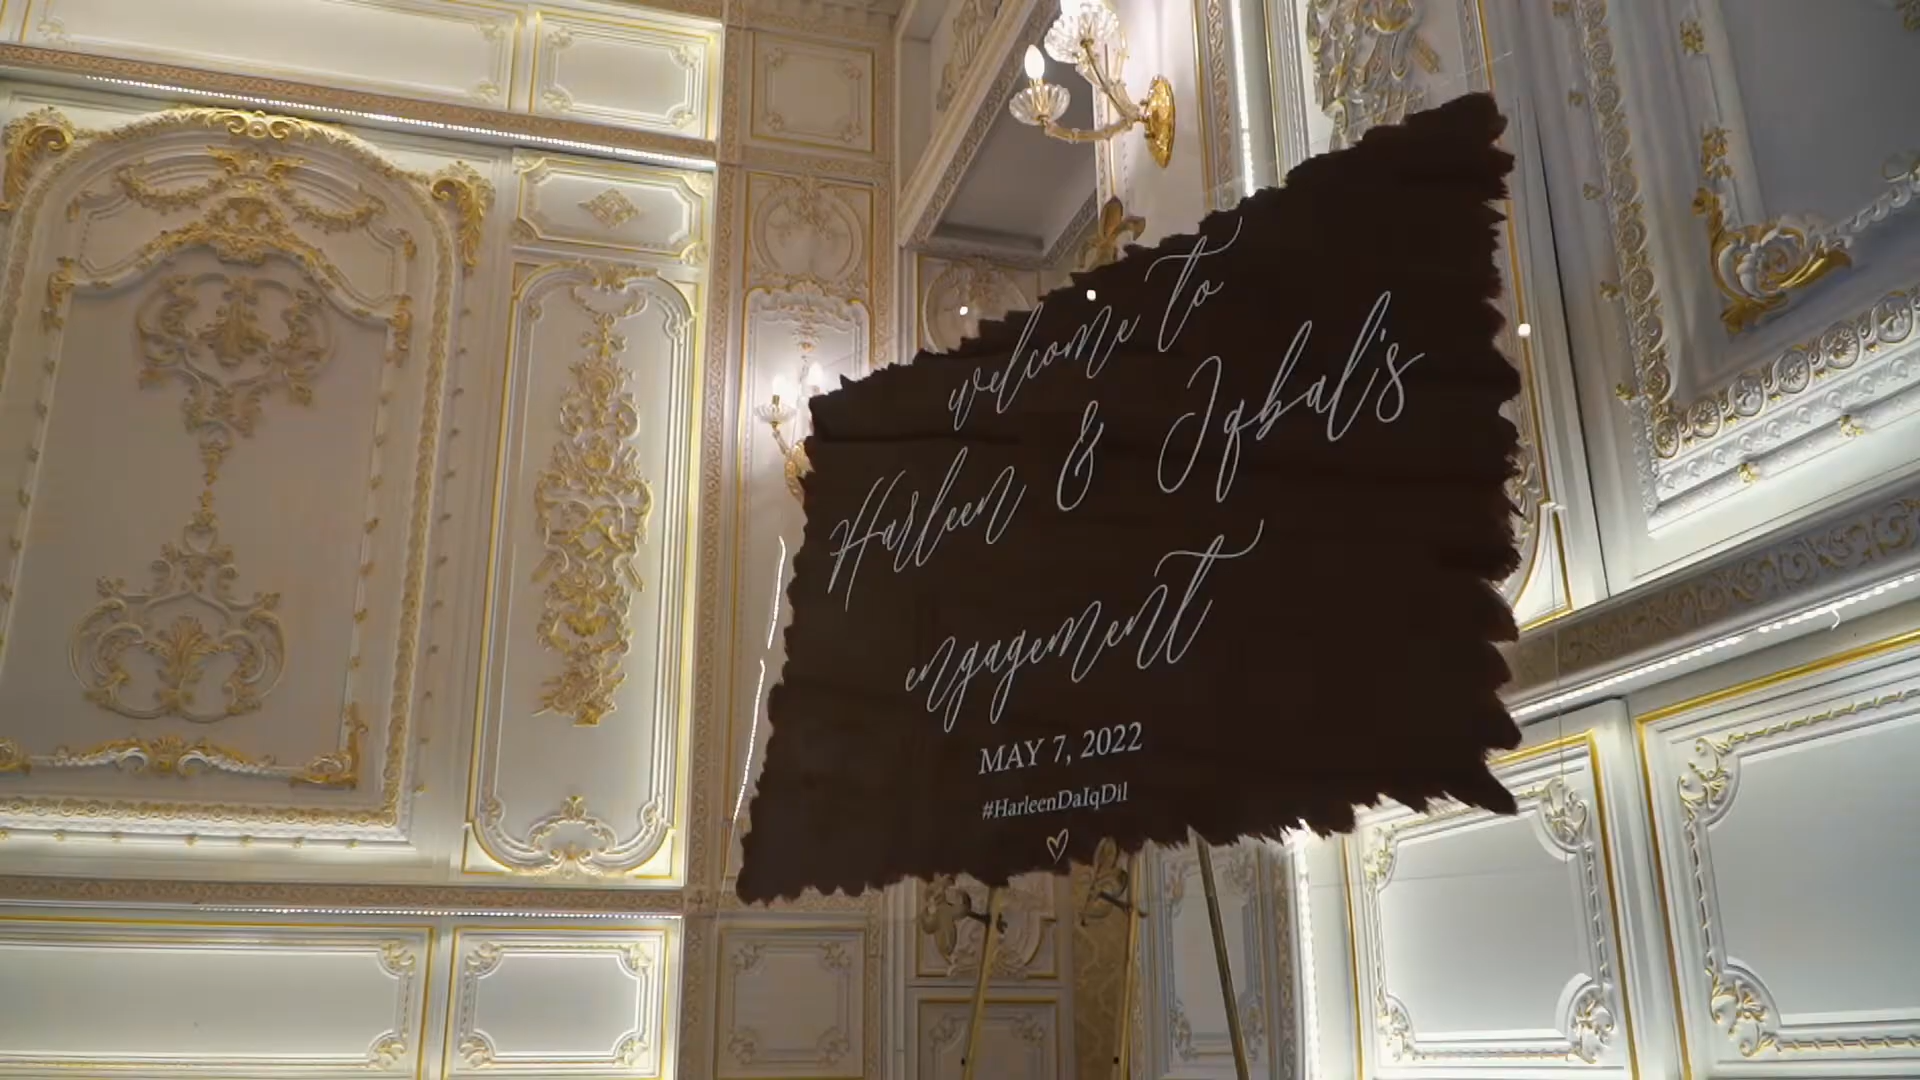 welcome to
Harleen & Iqbal's
engagement
MAY 7, 2022
#HarleenDaIqDil